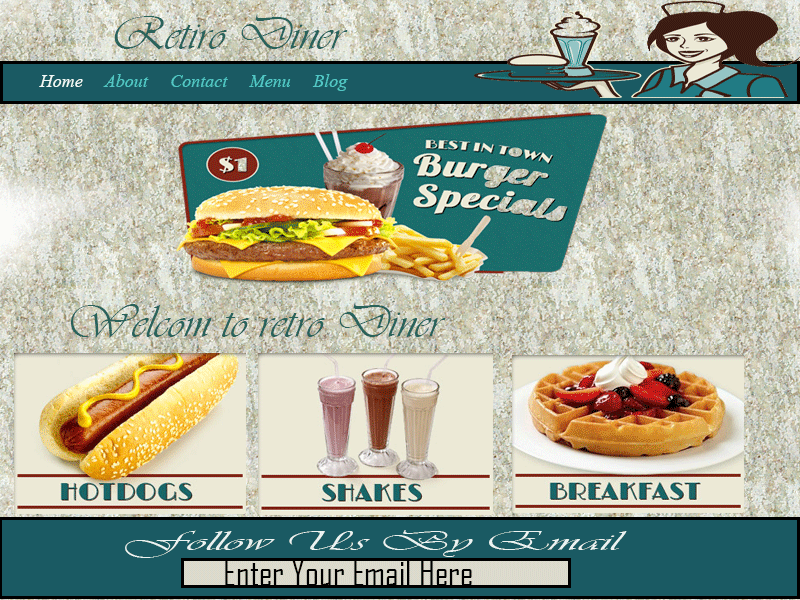 Retiro Diner
Home About Contact Menu Blog
$1
BEST IN TOWN
Burger
Specials
Welcom to retro Diner
HOTDOGS
SHAKES
BREAKFAST
Follow Us By Email
Enter Your Email Here